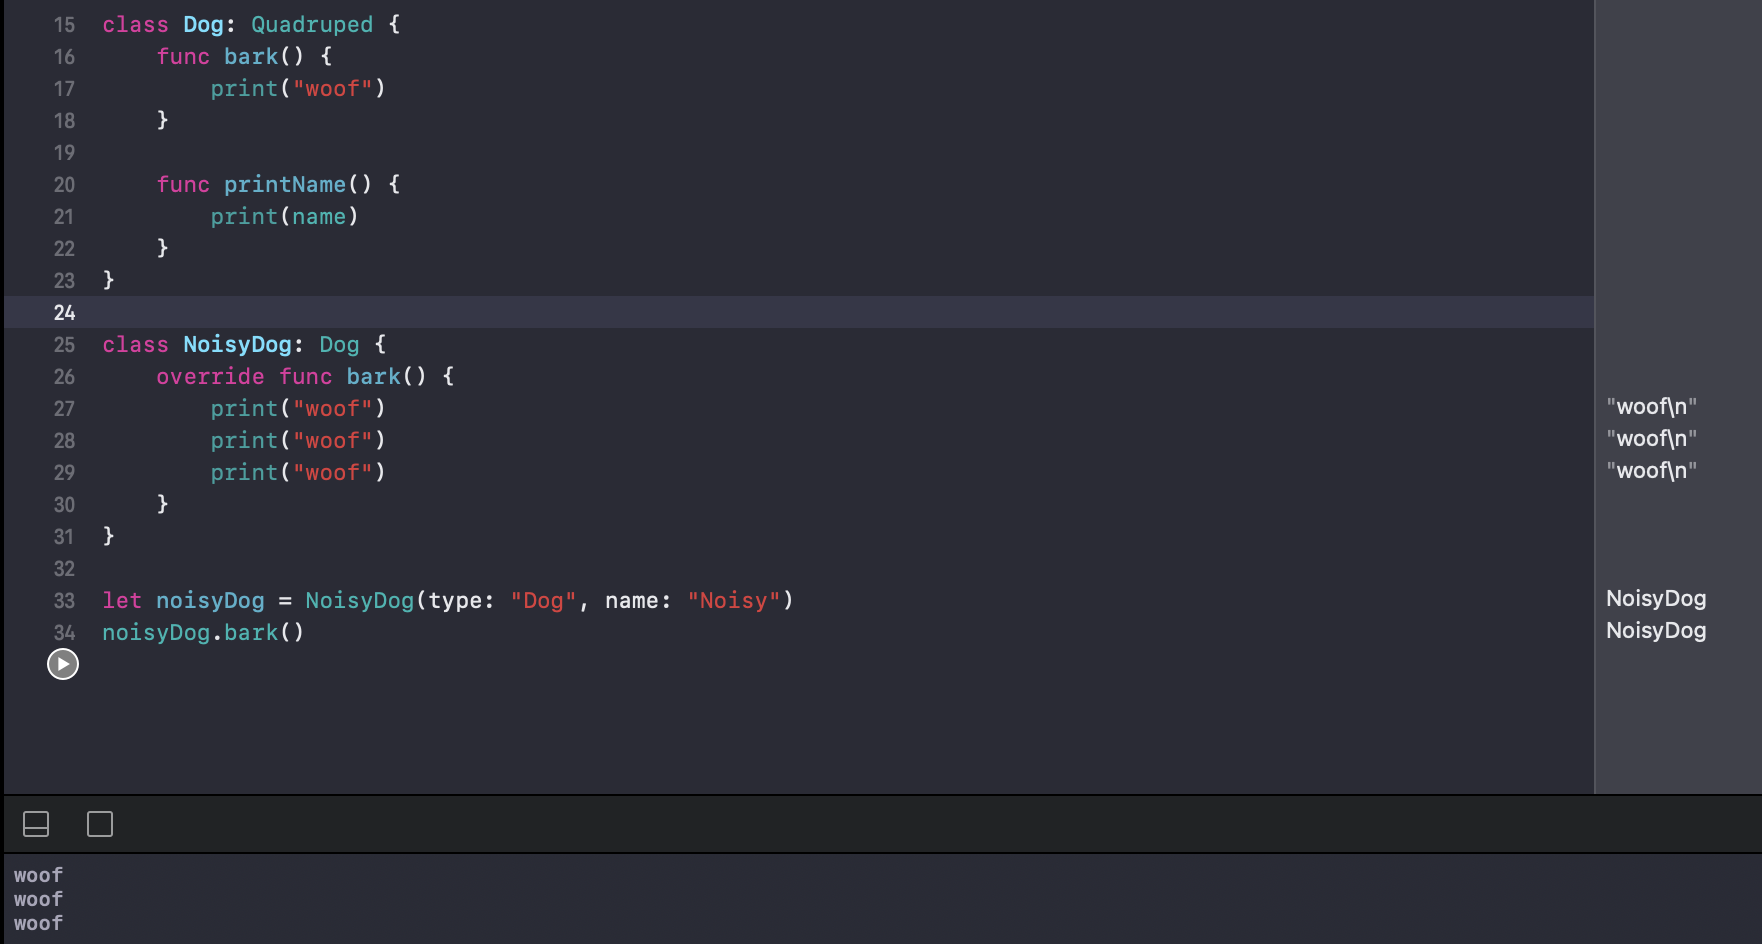 15 class Dog: Quadruped {
16     func bark() {
17         print("woof")
18     }
19
20     func printName() {
21         print(name)
22     }
23 }
24
25 class NoisyDog: Dog {
26     override func bark() {
27         print("woof") "woof\n"
28         print("woof") "woof\n"
29         print("woof") "woof\n"
30     }
31 }
32
33 let noisyDog = NoisyDog(type: "Dog", name: "Noisy") NoisyDog
34 noisyDog.bark() NoisyDog
woof
woof
woof